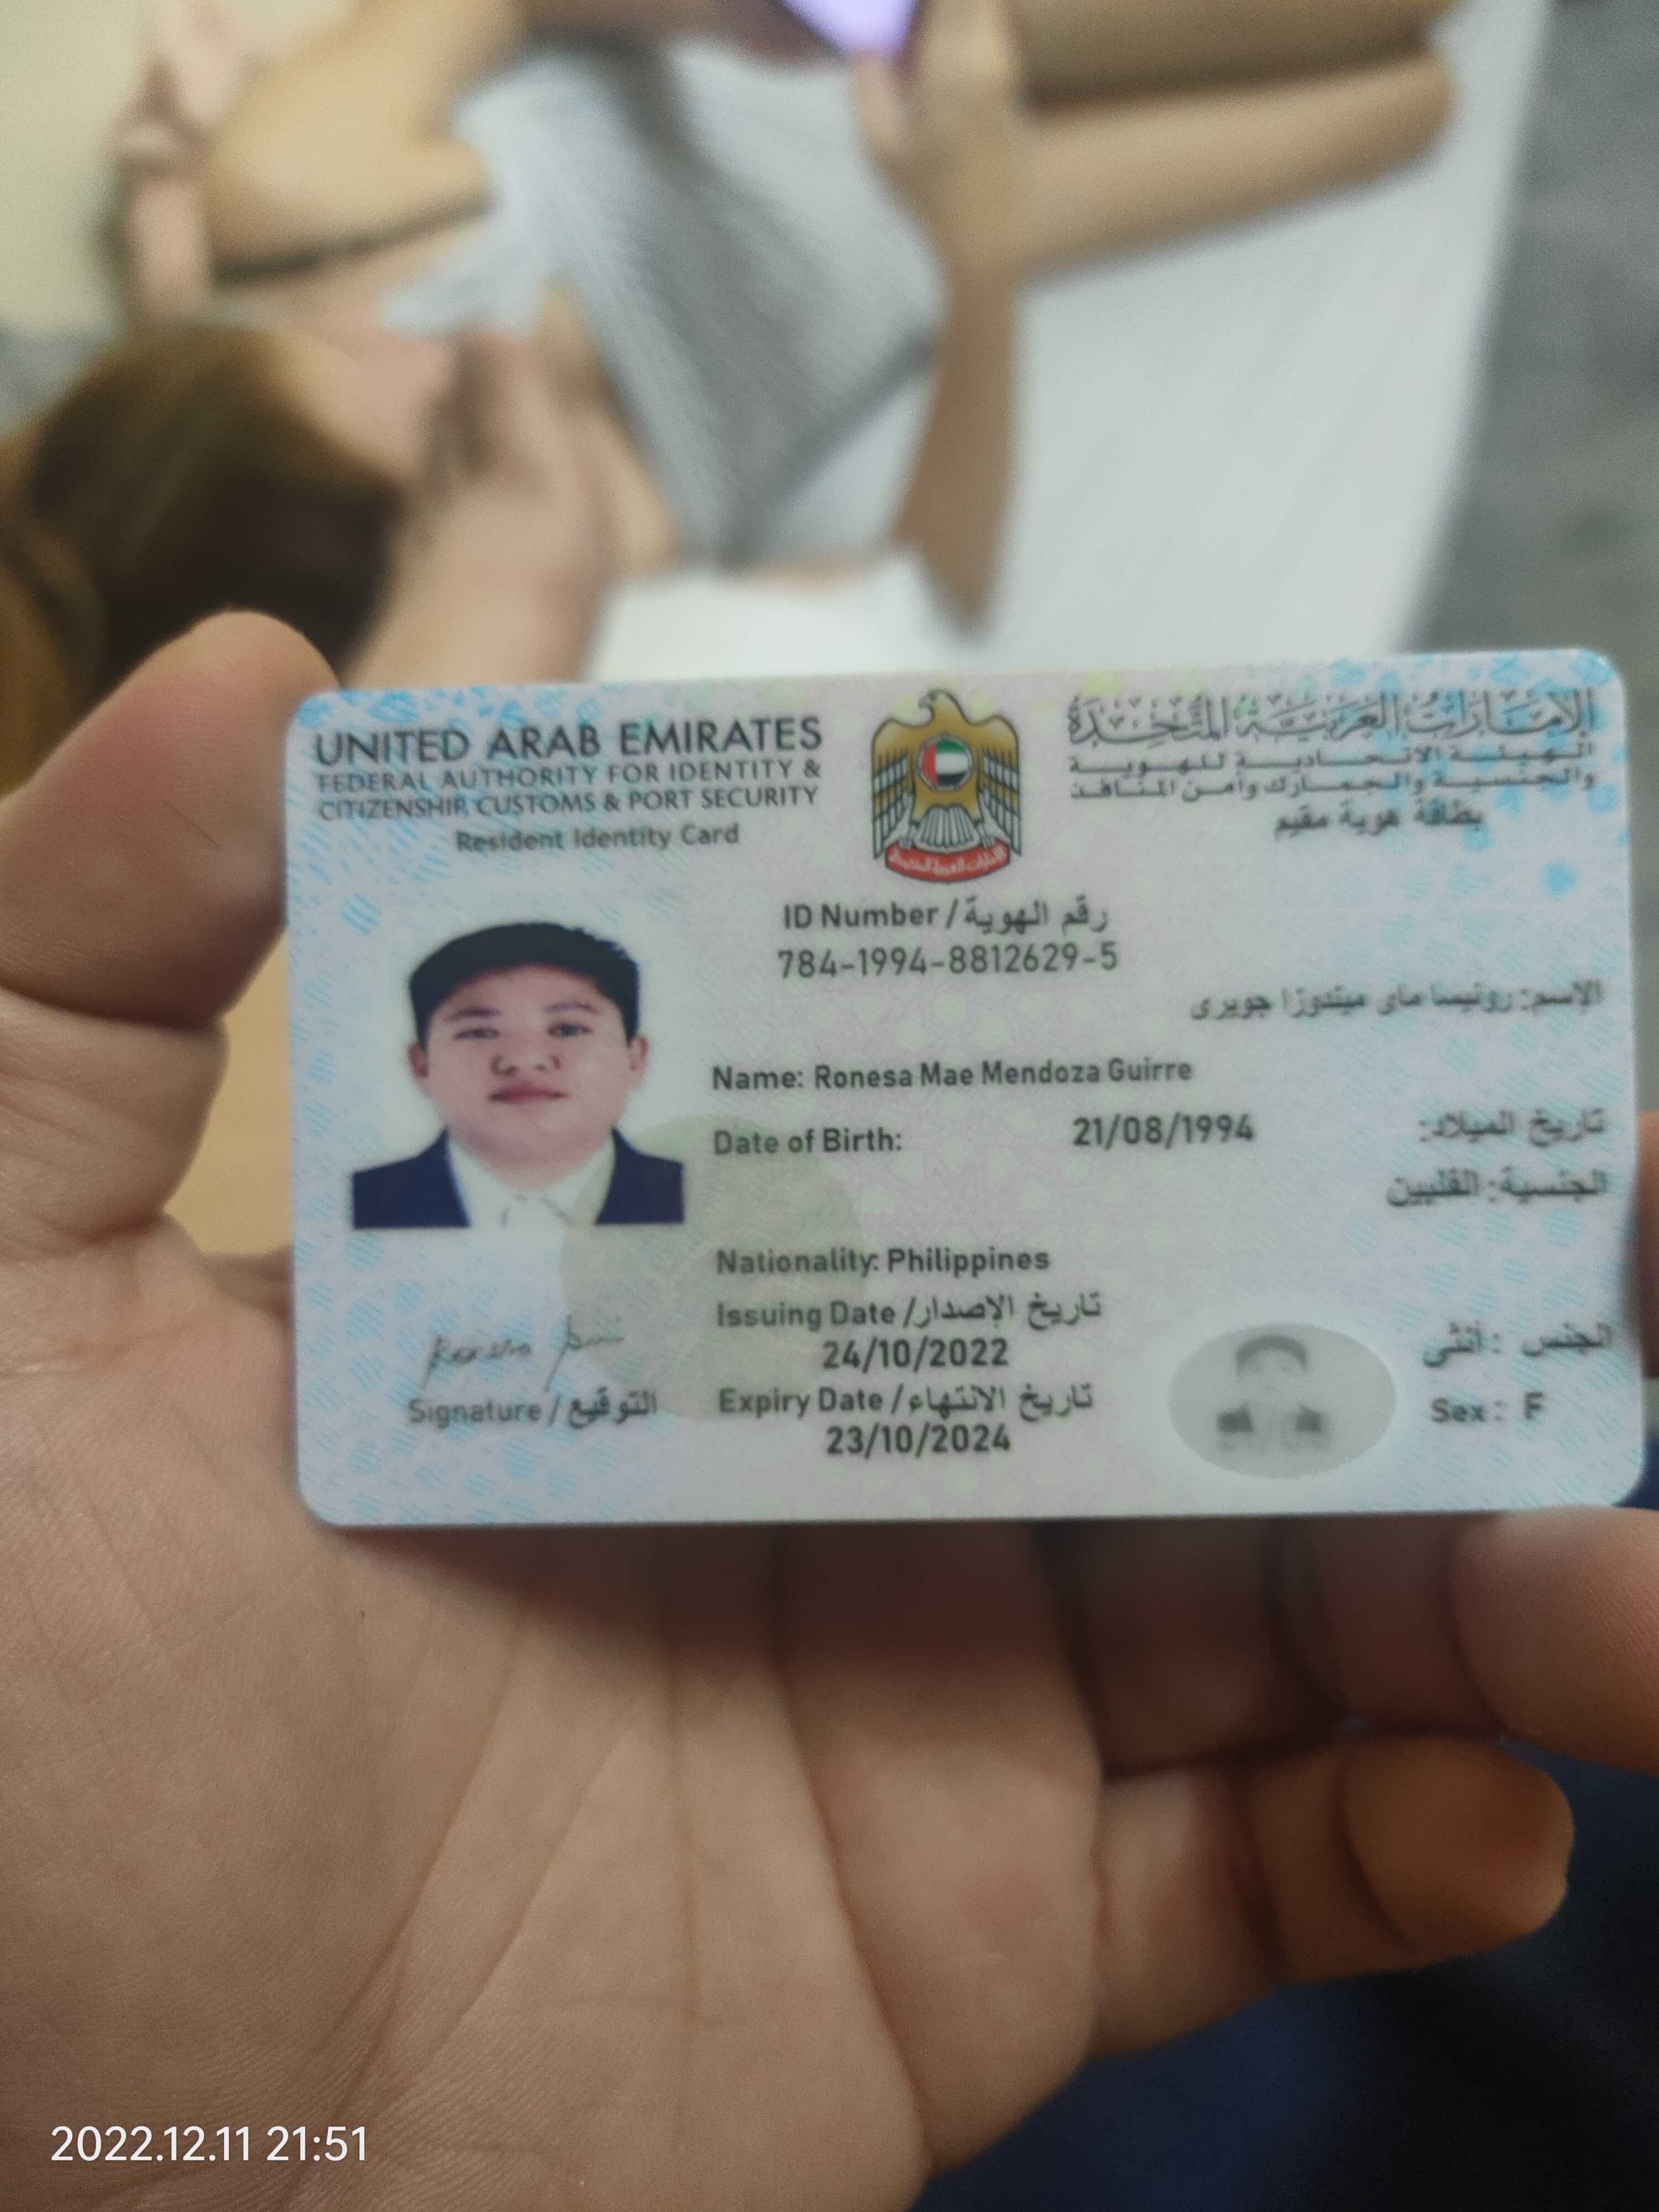 UNITED ARAB EMIRATES
FEDERAL AUTHORITY FOR IDENTITY &
CITIZENSHIP, CUSTOMS & PORT SECURITY
Resident Identity Card
الإمارات العربية المتحدة
الهيئة الاتحادية للهوية
والجنسية والجمارك وأمن المنافذ
بطاقة هوية مقيم
ID Number / رقم الهوية
784-1994-8812629-5
الاسم: رونيسا ماى ميندوزا جويرى
Name: Ronesa Mae Mendoza Guirre
Date of Birth: 21/08/1994 تاريخ الميلاد:
الجنسية: الفلبين
Nationality: Philippines
Issuing Date / تاريخ الإصدار
24/10/2022
Expiry Date / تاريخ الانتهاء
23/10/2024
Signature / التوقيع
الجنس : أنثى
Sex : F
2022.12.11 21:51